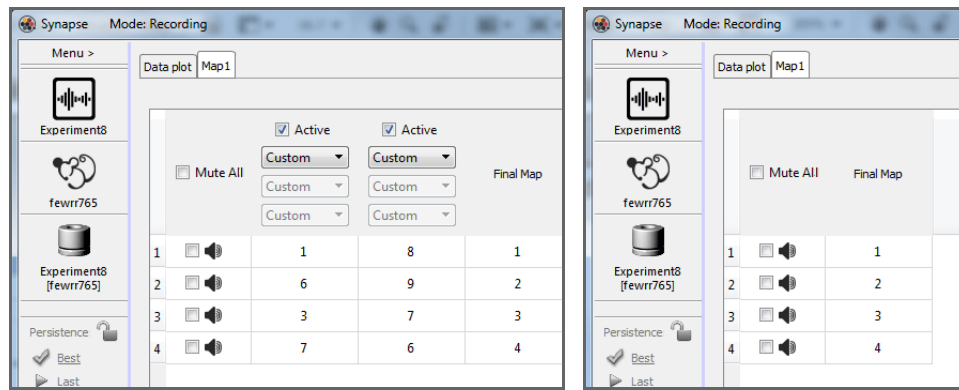 Synapse Mode: Recording
Menu >
Data plot Map1
Experiment8
Active Active
Mute All Custom Custom Final Map
Custom Custom
Custom Custom
fewrr765
1 1 8 1
Experiment8
[fewrr765]
2 6 9 2
3 3 7 3
Persistence
4 7 6 4
Best
Last
Synapse Mode: Recording
Menu >
Data plot Map1
Experiment8
Mute All Final Map
fewrr765
1 1
Experiment8
[fewrr765]
2 2
3 3
Persistence
4 4
Best
Last